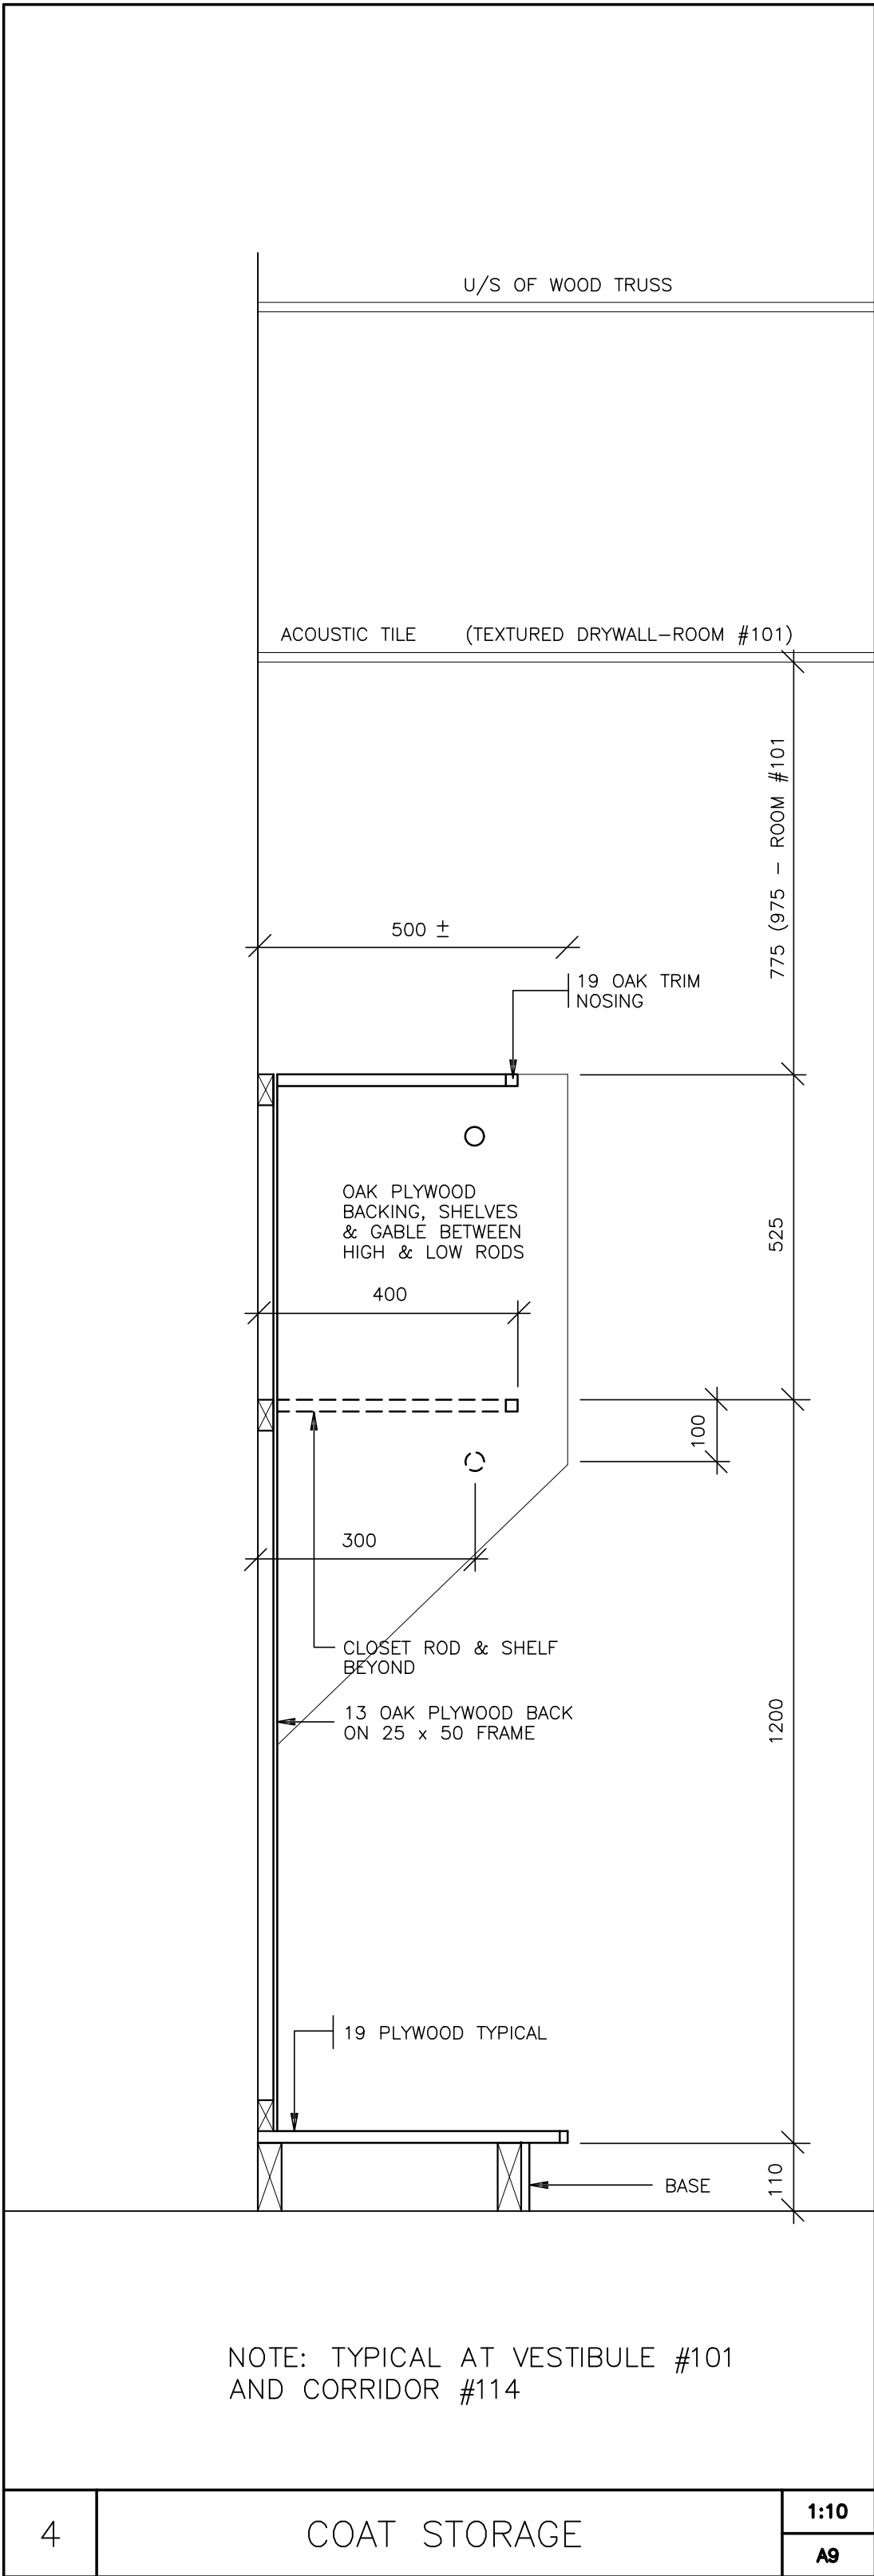 U/S OF WOOD TRUSS
ACOUSTIC TILE (TEXTURED DRYWALL-ROOM #101)
775 (975 - ROOM #101
500 ±
19 OAK TRIM
NOSING
OAK PLYWOOD
BACKING, SHELVES
& GABLE BETWEEN
HIGH & LOW RODS
525
400
100
300
CLOSET ROD & SHELF
BEYOND
13 OAK PLYWOOD BACK
ON 25 x 50 FRAME
1200
19 PLYWOOD TYPICAL
BASE
110
NOTE: TYPICAL AT VESTIBULE #101
AND CORRIDOR #114
4
COAT STORAGE
1:10
A9